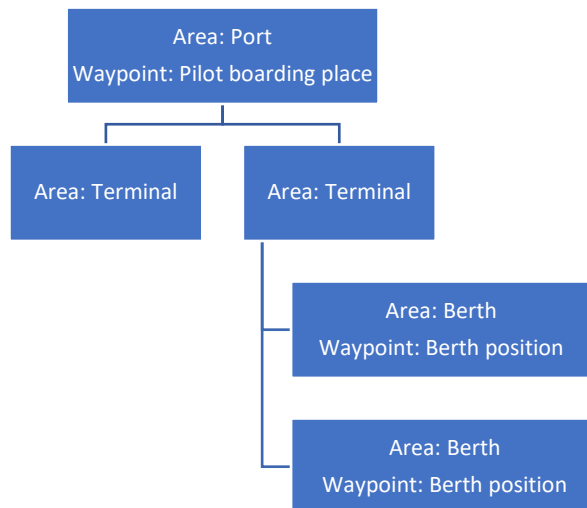 Area: Port
Waypoint: Pilot boarding place
Area: Terminal
Area: Terminal
Area: Berth
Waypoint: Berth position
Area: Berth
Waypoint: Berth position